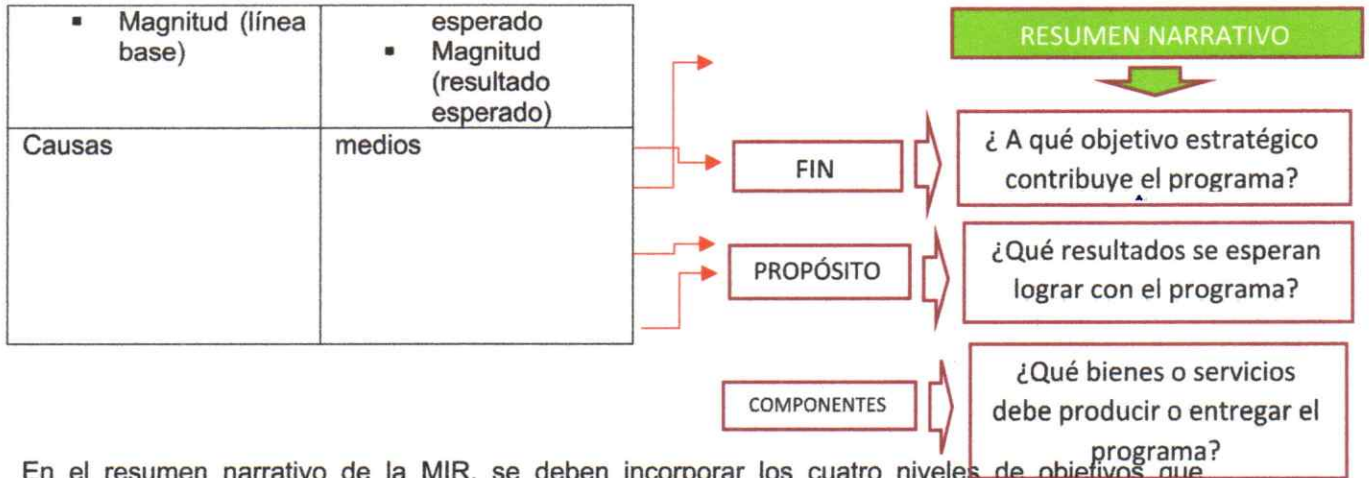 ▪ Magnitud (línea
base)
esperado
▪ Magnitud
(resultado
esperado)
Causas
medios
RESUMEN NARRATIVO
FIN
¿ A qué objetivo estratégico
contribuye el programa?
PROPÓSITO
¿Qué resultados se esperan
lograr con el programa?
COMPONENTES
¿Qué bienes o servicios
debe producir o entregar el
programa?
En el resumen narrativo de la MIR, se deben incorporar los cuatro niveles de objetivos que